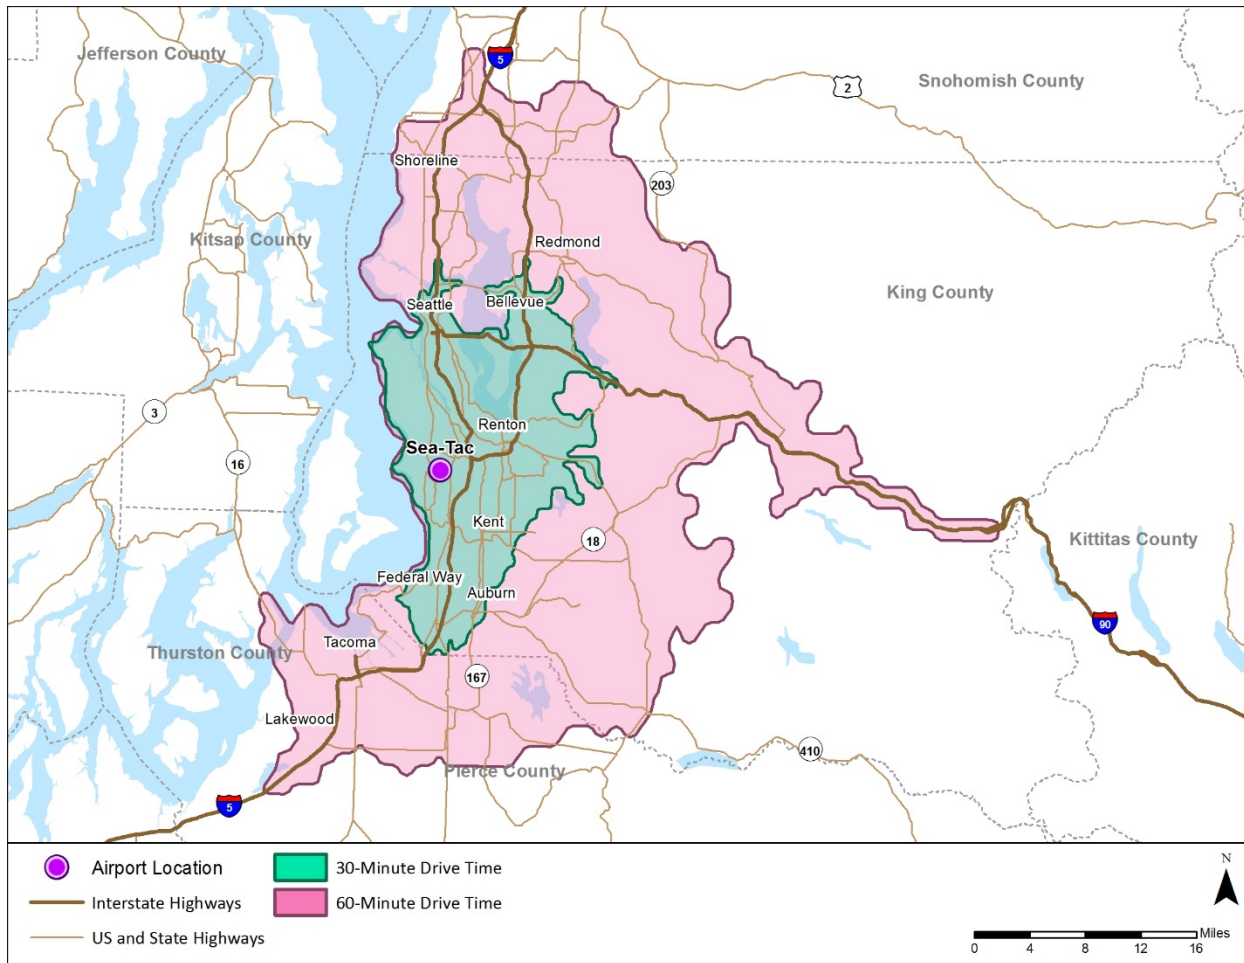 5
Jefferson County
Snohomish County
2
Shoreline
203
Kitsap County
Redmond
King County
Seattle
Bellevue
3
Renton
Sea-Tac
16
Kent
18
Kittitas County
Federal Way
Auburn
90
Tacoma
Thurston County
167
Lakewood
410
Pierce County
5
Airport Location
30-Minute Drive Time
N
Interstate Highways
60-Minute Drive Time
US and State Highways
Miles
0 4 8 12 16